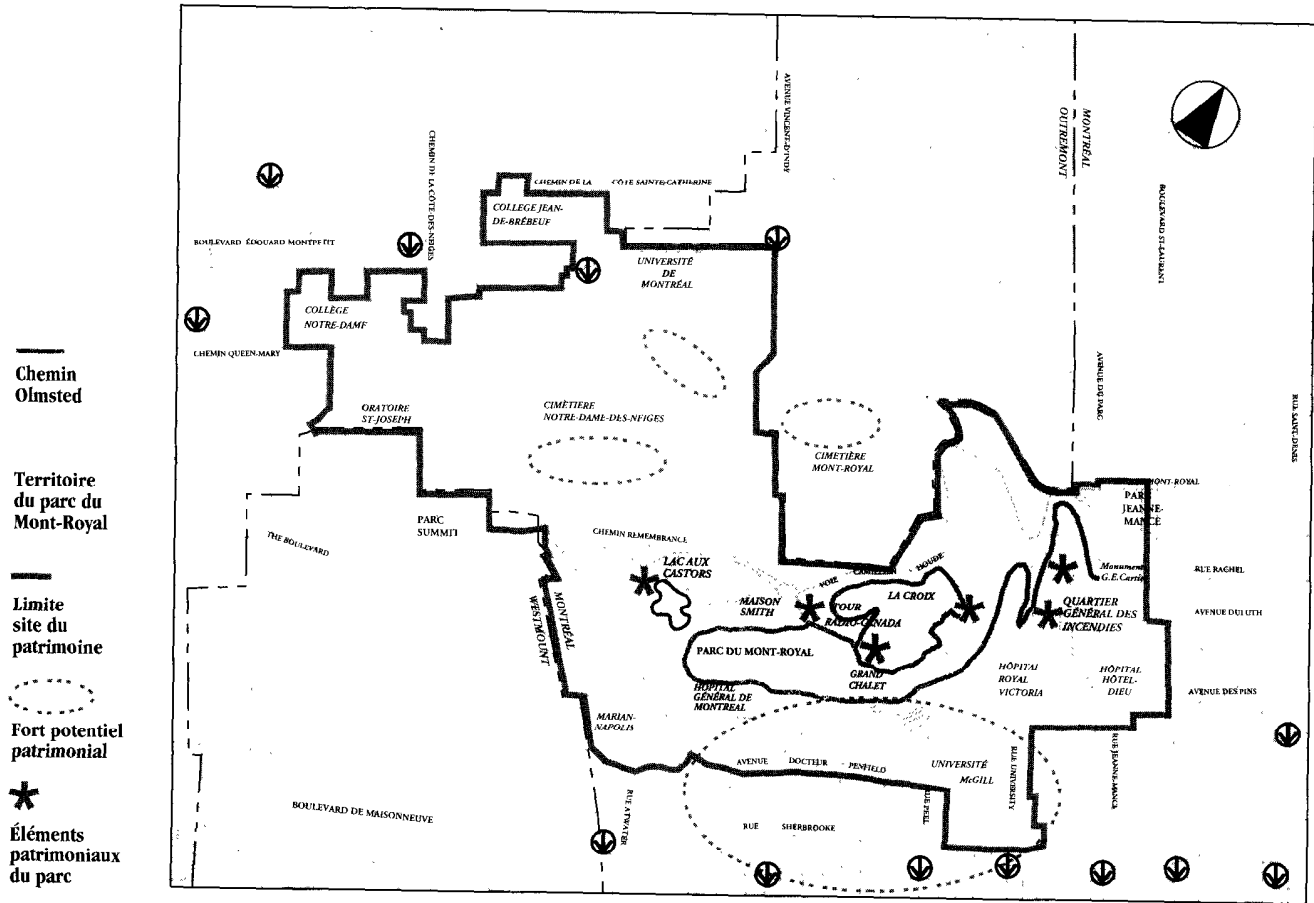 Chemin
Olmsted
Territoire
du parc du
Mont-Royal
Limite
site du
patrimoine
Fort potentiel
patrimonial
Éléments
patrimoniaux
du parc
AVENUE VINCENT-D'INDY
MONTRÉAL
OUTREMONT
CHEMIN DE LA CÔTE-DES-NEIGES
CHEMIN DE LA CÔTE SAINTE-CATHERINE
COLLEGE JEAN-
DE-BRÉBEUF
BOULEVARD ST-LAURENT
BOULEVARD ÉDOUARD MONTPETIT
UNIVERSITÉ
DE
MONTRÉAL
COLLÈGE
NOTRE-DAME
CHEMIN QUEEN-MARY
AVENUE DU PARC
RUE SAINT-DENIS
ORATOIRE
ST-JOSEPH
CIMÈTIERE
NOTRE-DAME-DES-NEIGES
CIMETIÈRE
MONT-ROYAL
MONT-ROYAL
PARC
JEANNE-
MANCE
PARC
SUMMIT
THE BOULEVARD
CHEMIN REMEMBRANCE
LAC AUX
CASTORS
VOIE CAMILLIEN HOUDE
Monument
G.E.Cartier
RUE RACHEL
MONTRÉAL
WESTMOUNT
MAISON
SMITH
LA CROIX
TOUR
RADIO-CANADA
QUARTIER
GÉNÉRAL DES
INCENDIES
AVENUE DULUTH
PARC DU MONT-ROYAL
GRAND
CHALET
HÔPITAL
ROYAL
VICTORIA
HÔPITAL
HÔTEL-
DIEU
HÔPITAL
GÉNÉRAL DE
MONTREAL
AVENUE DES PINS
MARIAN-
NAPOLIS
AVENUE DOCTEUR PENFIELD
UNIVERSITÉ
McGILL
RUE UNIVERSITY
RUE JEANNE-MANCE
RUE ATWATER
RUE PEEL
BOULEVARD DE MAISONNEUVE
RUE SHERBROOKE